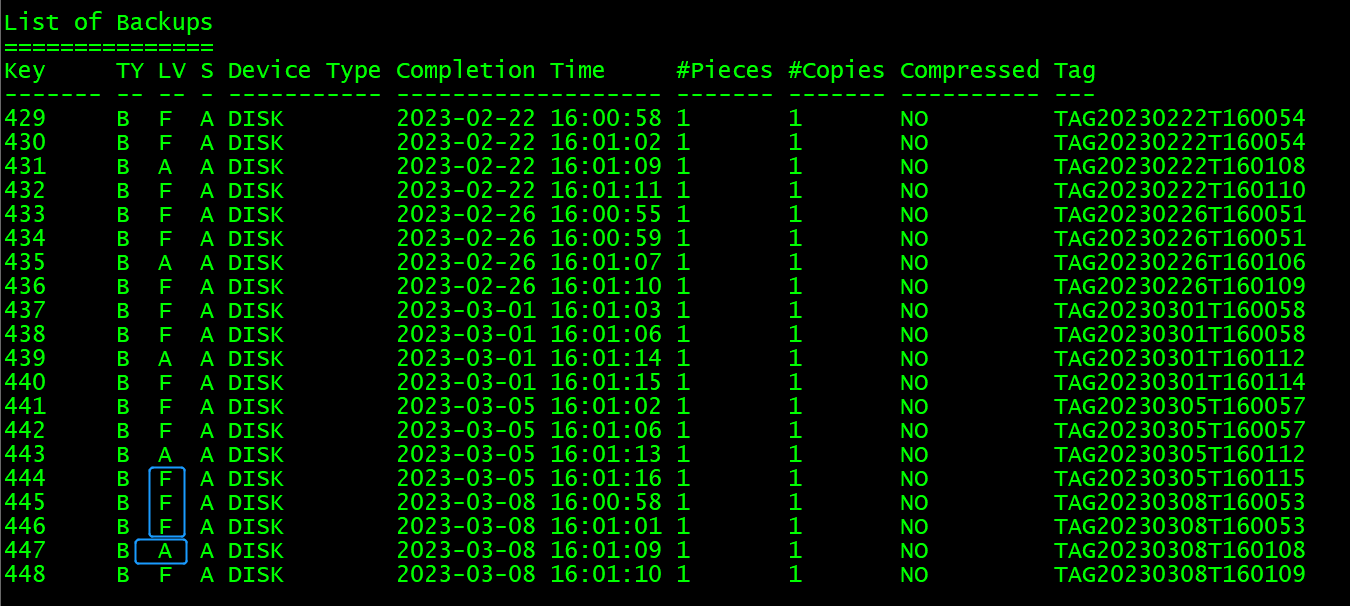 List of Backups
===============
Key     TY LV S Device Type Completion Time     #Pieces #Copies Compressed Tag
------- -- -- - ----------- ------------------- ------- ------- ---------- ---
429     B  F  A DISK        2023-02-22 16:00:58 1       1       NO         TAG20230222T160054
430     B  F  A DISK        2023-02-22 16:01:02 1       1       NO         TAG20230222T160054
431     B  A  A DISK        2023-02-22 16:01:09 1       1       NO         TAG20230222T160108
432     B  F  A DISK        2023-02-22 16:01:11 1       1       NO         TAG20230222T160110
433     B  F  A DISK        2023-02-26 16:00:55 1       1       NO         TAG20230226T160051
434     B  F  A DISK        2023-02-26 16:00:59 1       1       NO         TAG20230226T160051
435     B  A  A DISK        2023-02-26 16:01:07 1       1       NO         TAG20230226T160106
436     B  F  A DISK        2023-02-26 16:01:10 1       1       NO         TAG20230226T160109
437     B  F  A DISK        2023-03-01 16:01:03 1       1       NO         TAG20230301T160058
438     B  F  A DISK        2023-03-01 16:01:06 1       1       NO         TAG20230301T160058
439     B  A  A DISK        2023-03-01 16:01:14 1       1       NO         TAG20230301T160112
440     B  F  A DISK        2023-03-01 16:01:15 1       1       NO         TAG20230301T160114
441     B  F  A DISK        2023-03-05 16:01:02 1       1       NO         TAG20230305T160057
442     B  F  A DISK        2023-03-05 16:01:06 1       1       NO         TAG20230305T160057
443     B  A  A DISK        2023-03-05 16:01:13 1       1       NO         TAG20230305T160112
444     B  F  A DISK        2023-03-05 16:01:16 1       1       NO         TAG20230305T160115
445     B  F  A DISK        2023-03-08 16:00:58 1       1       NO         TAG20230308T160053
446     B  F  A DISK        2023-03-08 16:01:01 1       1       NO         TAG20230308T160053
447     B  A  A DISK        2023-03-08 16:01:09 1       1       NO         TAG20230308T160108
448     B  F  A DISK        2023-03-08 16:01:10 1       1       NO         TAG20230308T160109